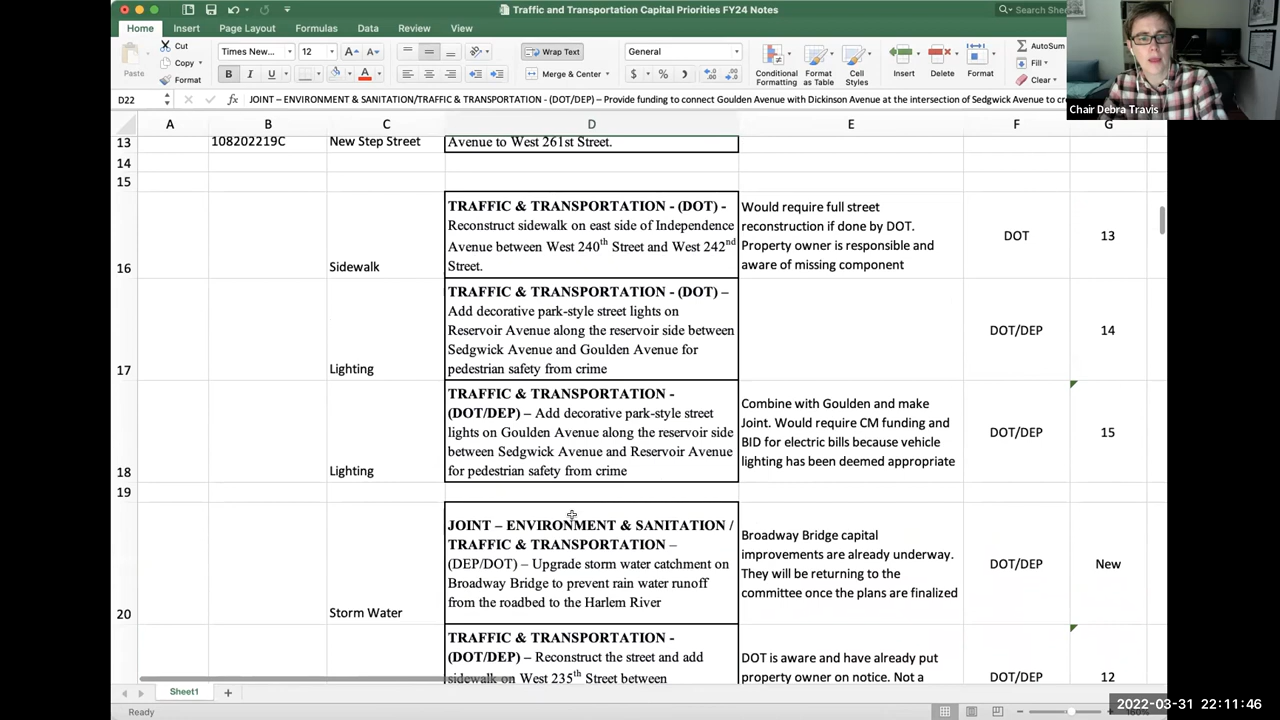 Traffic and Transportation Capital Priorities FY24 Notes
Search Shee
Home Insert Page Layout Formulas Data Review View
Paste
Cut
Copy
Format
Times New... 12
General
Wrap Text
Merge & Center
B I U
Conditional Formatting
Format as Table
Cell Styles
Insert
Delete
Format
AutoSum
Fill
Clear
Chair Debra Travis
D22
fx
JOINT – ENVIRONMENT & SANITATION/TRAFFIC & TRANSPORTATION - (DOT/DEP) – Provide funding to connect Goulden Avenue with Dickinson Avenue at the intersection of Sedgwick Avenue to cr
A B C D E F G
13
108202219C
New Step Street
Avenue to West 261st Street.
14
15
16
Sidewalk
TRAFFIC & TRANSPORTATION - (DOT) -
Reconstruct sidewalk on east side of Independence
Avenue between West 240th Street and West 242nd
Street.
Would require full street
reconstruction if done by DOT.
Property owner is responsible and
aware of missing component
DOT
13
17
Lighting
TRAFFIC & TRANSPORTATION - (DOT) –
Add decorative park-style street lights on
Reservoir Avenue along the reservoir side between
Sedgwick Avenue and Goulden Avenue for
pedestrian safety from crime
DOT/DEP
14
18
Lighting
TRAFFIC & TRANSPORTATION -
(DOT/DEP) – Add decorative park-style street
lights on Goulden Avenue along the reservoir side
between Sedgwick Avenue and Reservoir Avenue
for pedestrian safety from crime
Combine with Goulden and make
Joint. Would require CM funding and
BID for electric bills because vehicle
lighting has been deemed appropriate
DOT/DEP
15
19
20
Storm Water
JOINT – ENVIRONMENT & SANITATION /
TRAFFIC & TRANSPORTATION –
(DEP/DOT) – Upgrade storm water catchment on
Broadway Bridge to prevent rain water runoff
from the roadbed to the Harlem River
Broadway Bridge capital
improvements are already underway.
They will be returning to the
committee once the plans are finalized
DOT/DEP
New
TRAFFIC & TRANSPORTATION -
(DOT/DEP) – Reconstruct the street and add
sidewalk on West 235th Street between
DOT is aware and have already put
property owner on notice. Not a
DOT/DEP
12
Sheet1
Ready
2022-03-31 22:11:46